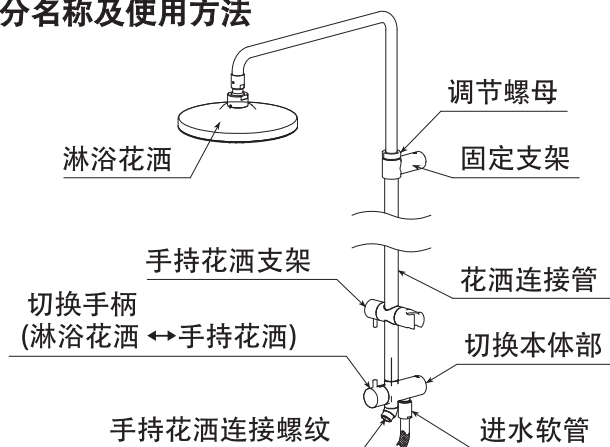 分名称及使用方法
调节螺母
淋浴花洒
固定支架
手持花洒支架
花洒连接管
切换手柄
(淋浴花洒↔手持花洒)
切换本体部
手持花洒连接螺纹
进水软管